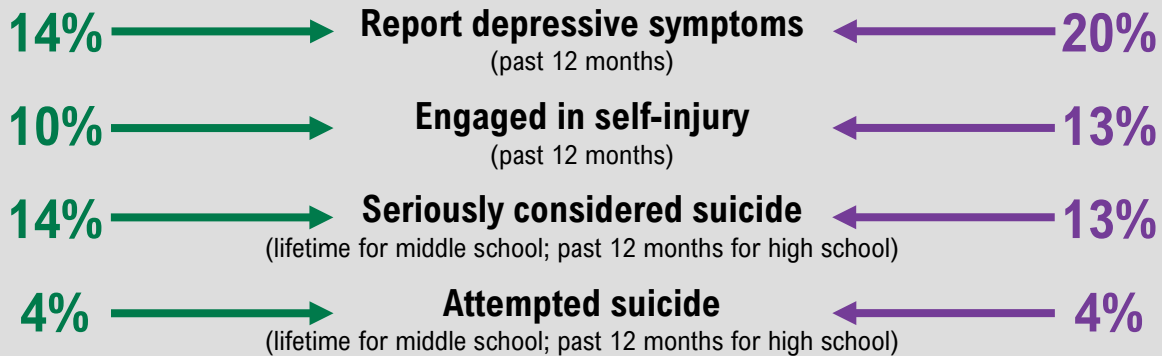 14% Report depressive symptoms 20%
(past 12 months)
10% Engaged in self-injury 13%
(past 12 months)
14% Seriously considered suicide 13%
(lifetime for middle school; past 12 months for high school)
4% Attempted suicide 4%
(lifetime for middle school; past 12 months for high school)